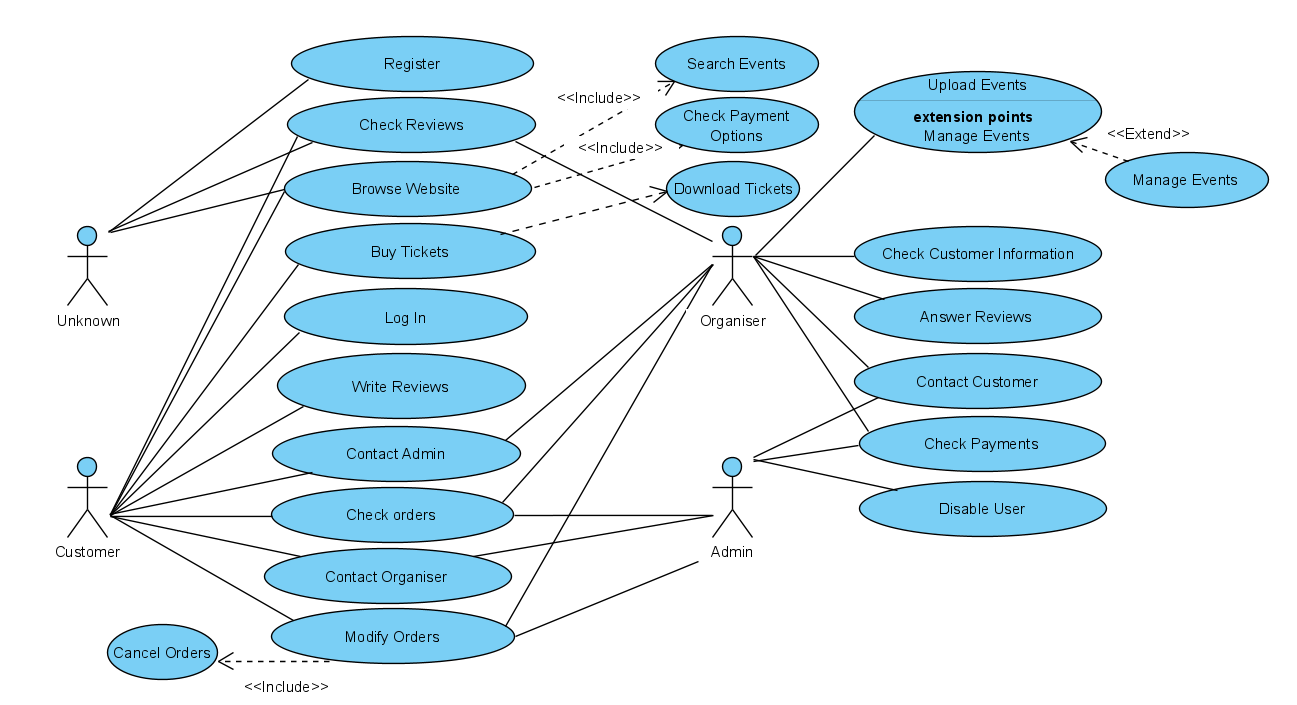 Register
Search Events
Upload Events
<<Include>>
extension points
Check Payment
Options
Check Reviews
Manage Events
<<Extend>>
<<Include>>
Manage Events
Browse Website
Download Tickets
Buy Tickets
Check Customer Information
Unknown
Log In
Organiser
Answer Reviews
Write Reviews
Contact Customer
Contact Admin
Check Payments
Check orders
Disable User
Customer
Admin
Contact Organiser
Modify Orders
Cancel Orders
<<Include>>